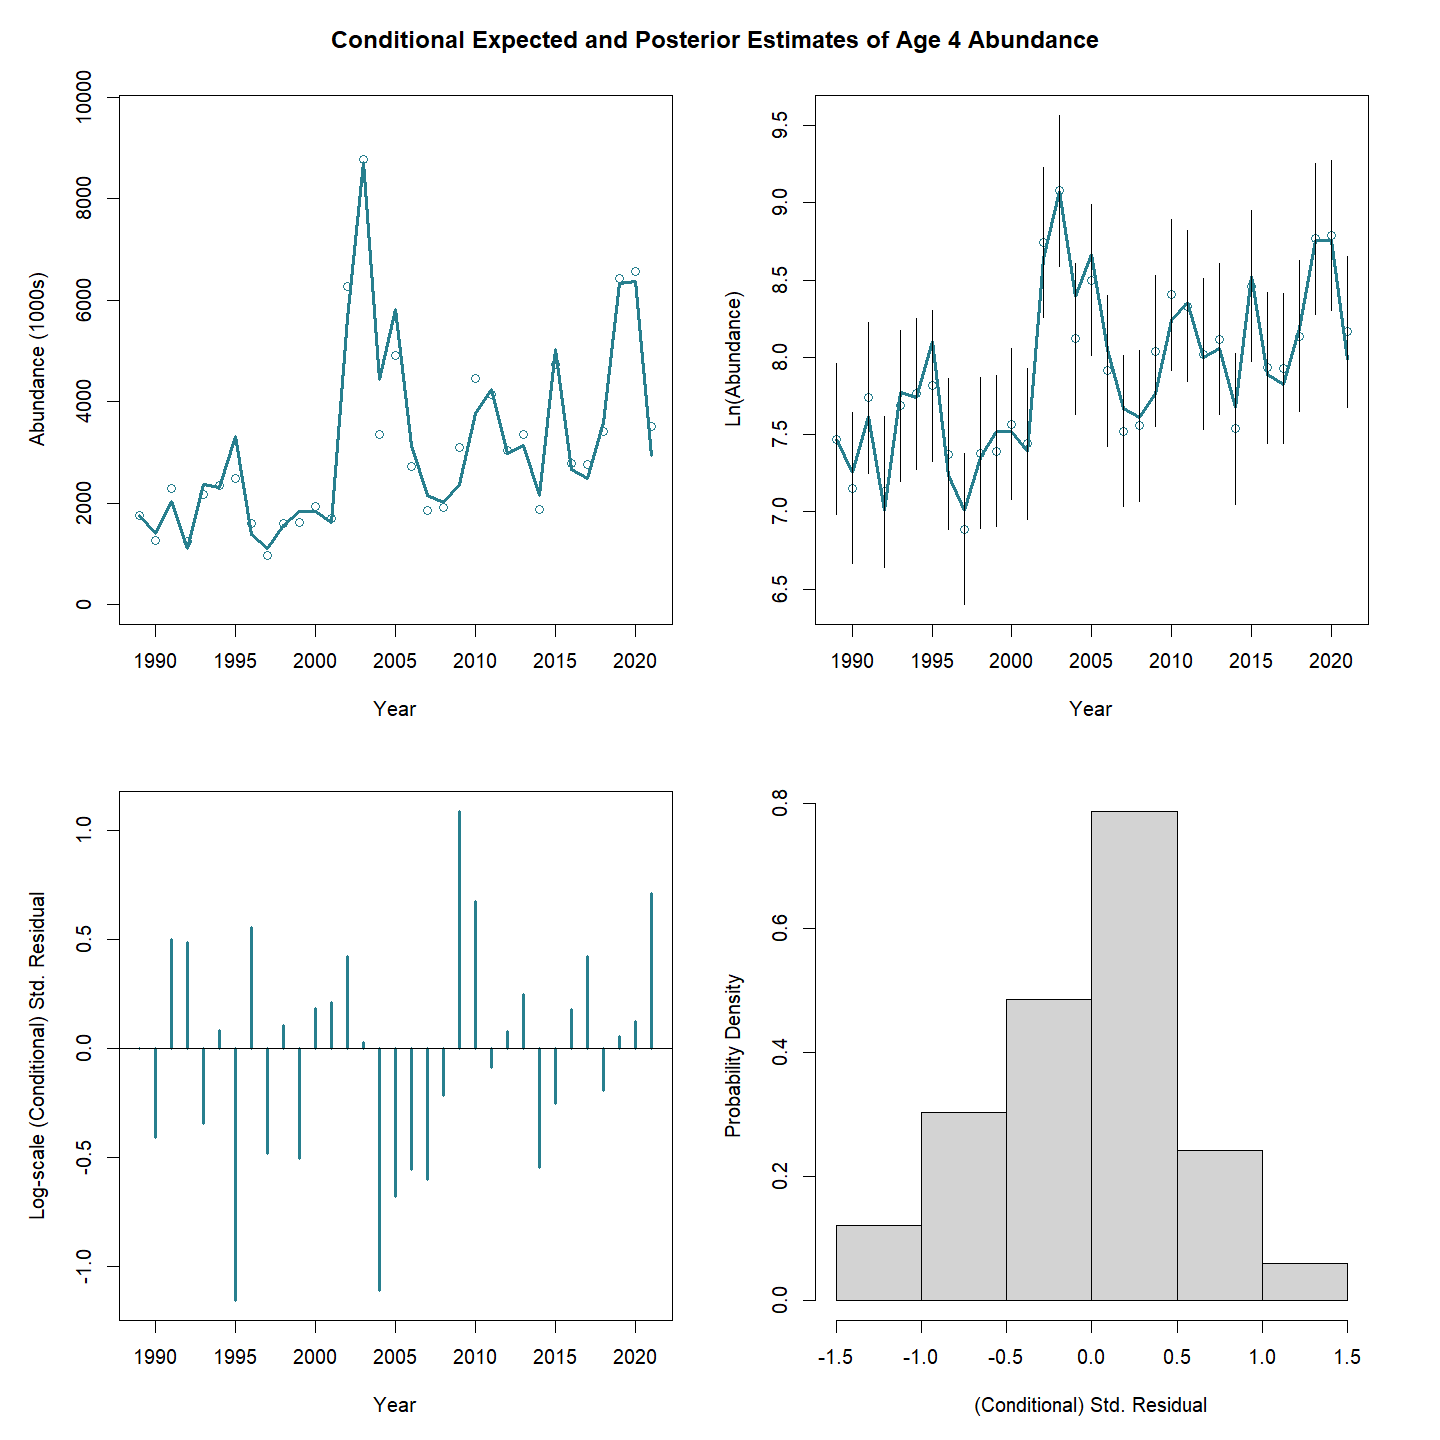 Conditional Expected and Posterior Estimates of Age 4 Abundance
Abundance (1000s)
10000
8000
6000
4000
2000
0
1990 1995 2000 2005 2010 2015 2020
Year
Ln(Abundance)
9.5
9.0
8.5
8.0
7.5
7.0
6.5
1990 1995 2000 2005 2010 2015 2020
Year
Log-scale (Conditional) Std. Residual
1.0
0.5
0.0
-0.5
-1.0
1990 1995 2000 2005 2010 2015 2020
Year
Probability Density
0.8
0.6
0.4
0.2
0.0
-1.5 -1.0 -0.5 0.0 0.5 1.0 1.5
(Conditional) Std. Residual